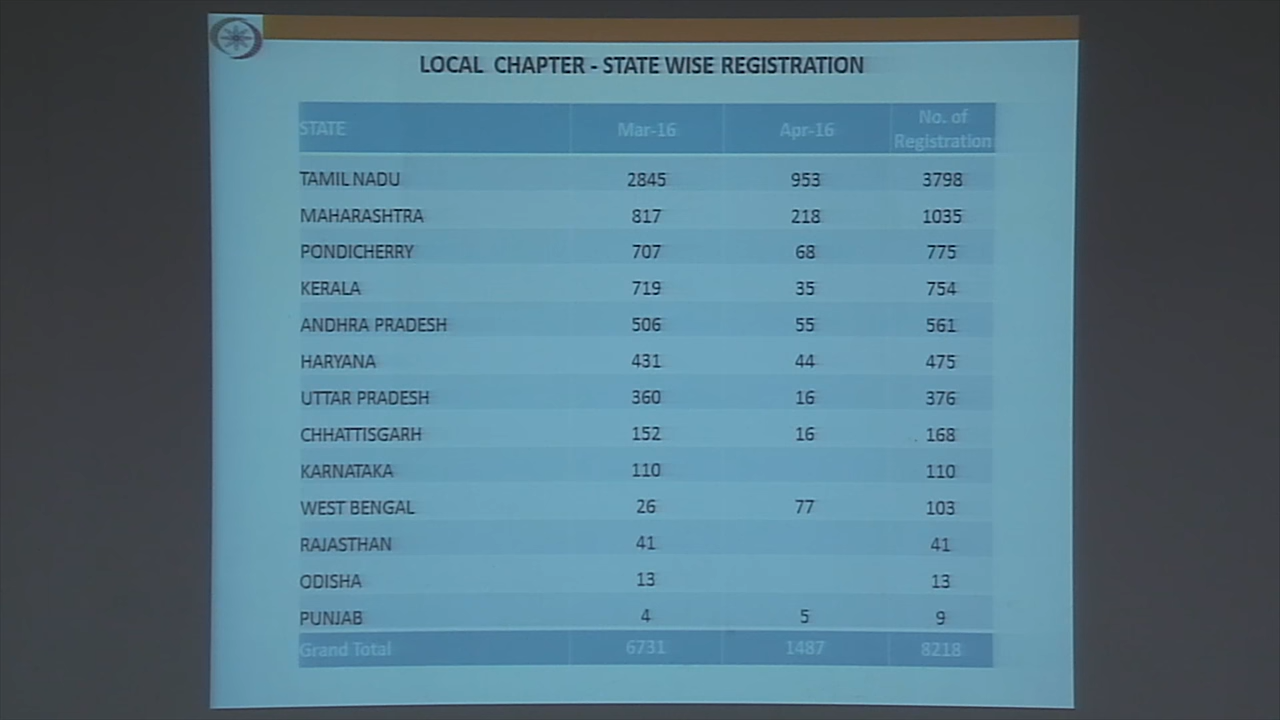 LOCAL CHAPTER - STATE WISE REGISTRATION
STATE Mar-16 Apr-16 No. of Registration
TAMIL NADU 2845 953 3798
MAHARASHTRA 817 218 1035
PONDICHERRY 707 68 775
KERALA 719 35 754
ANDHRA PRADESH 506 55 561
HARYANA 431 44 475
UTTAR PRADESH 360 16 376
CHHATTISGARH 152 16 168
KARNATAKA 110 110
WEST BENGAL 26 77 103
RAJASTHAN 41 41
ODISHA 13 13
PUNJAB 4 5 9
Grand Total 6731 1487 8218